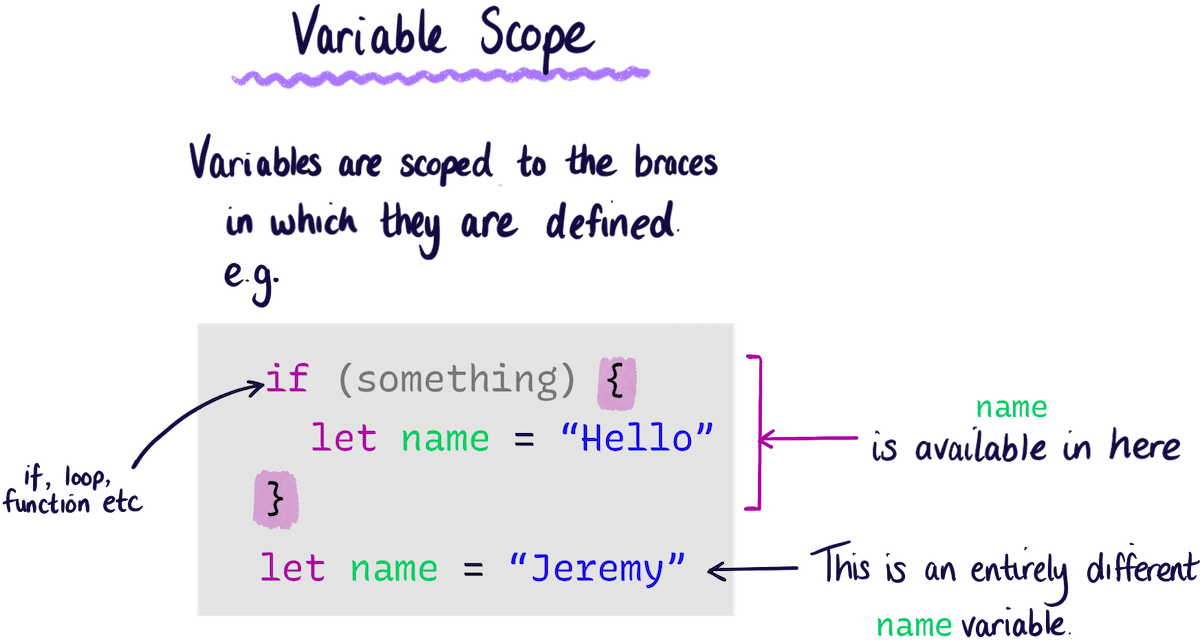 Variable Scope
Variables are scoped to the braces
in which they are defined.
e.g.
if (something) {
let name = “Hello”
}
let name = “Jeremy”
if, loop,
function etc
name
is available in here
This is an entirely different
name variable.